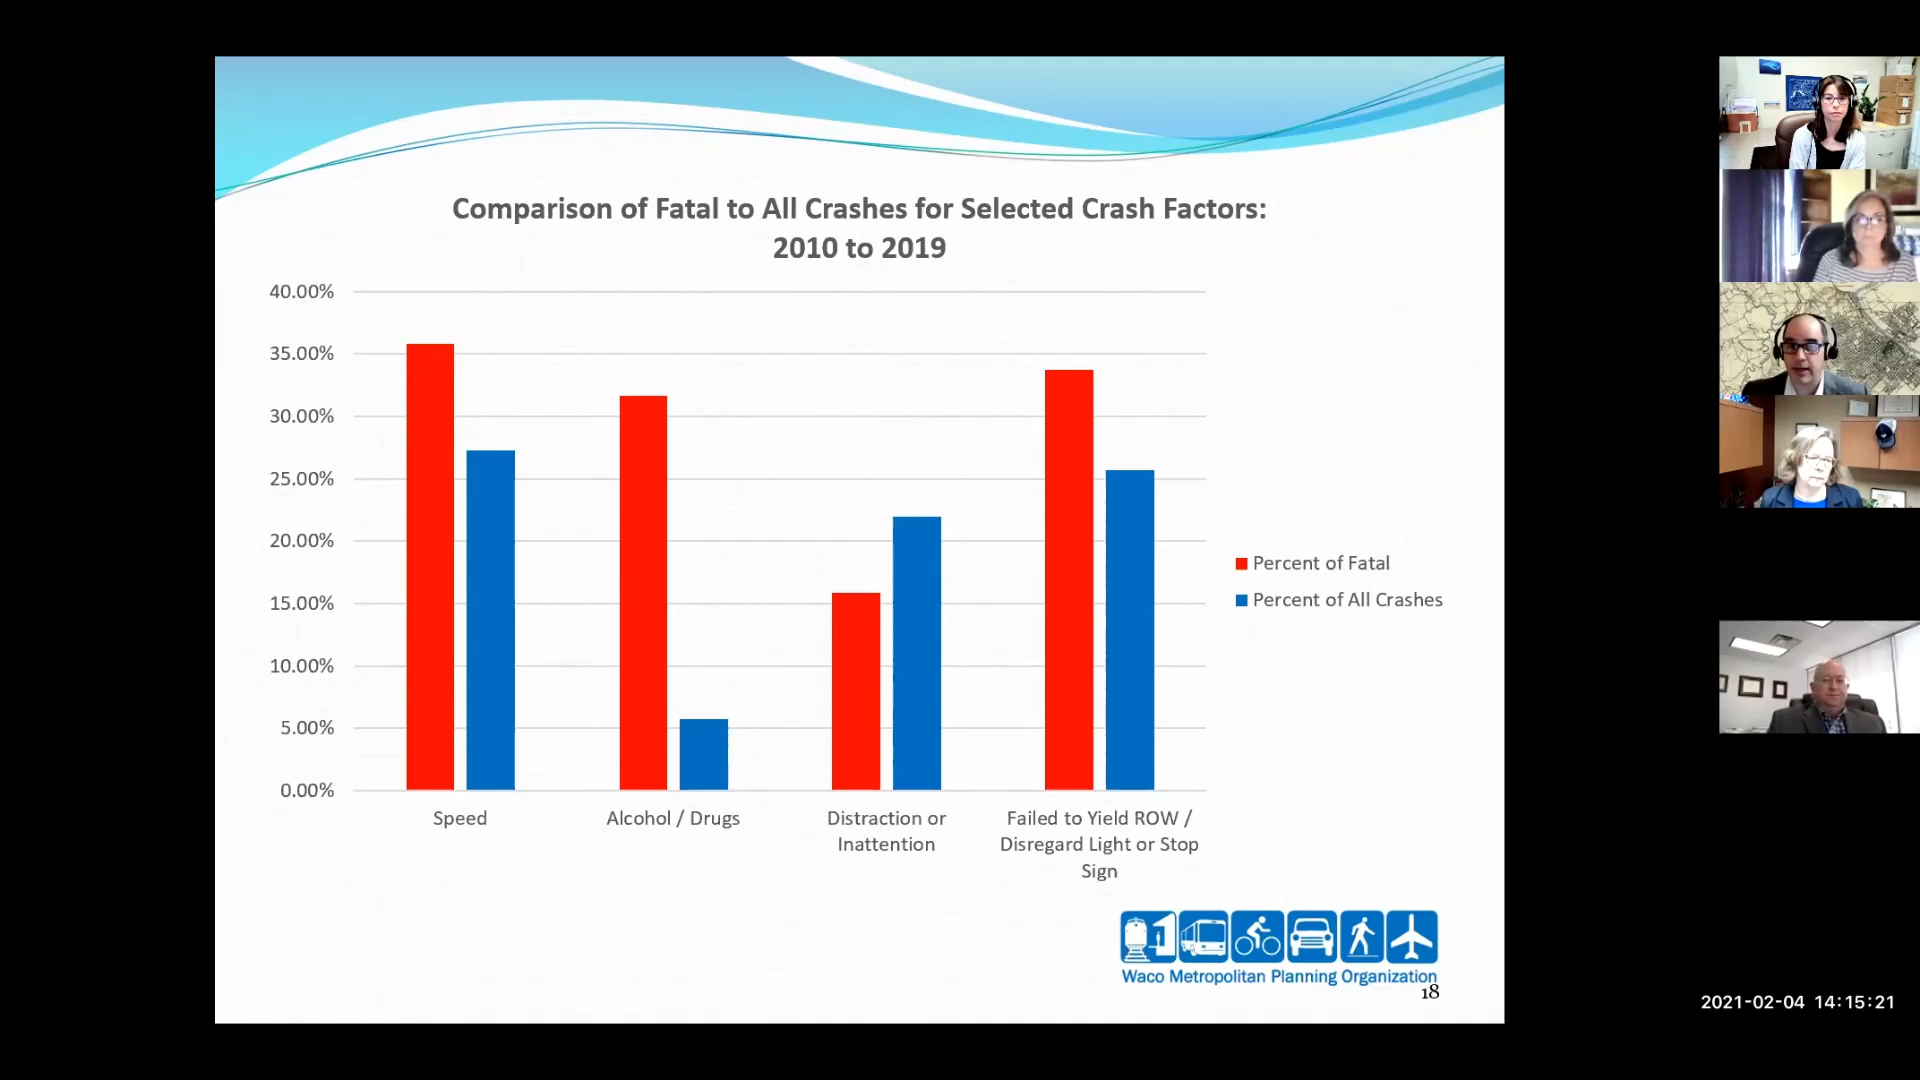 Comparison of Fatal to All Crashes for Selected Crash Factors:
2010 to 2019
40.00%
35.00%
30.00%
25.00%
20.00%
15.00%
10.00%
5.00%
0.00%
Speed
Alcohol / Drugs
Distraction or
Inattention
Failed to Yield ROW /
Disregard Light or Stop
Sign
Percent of Fatal
Percent of All Crashes
Waco Metropolitan Planning Organization
18
2021-02-04 14:15:21